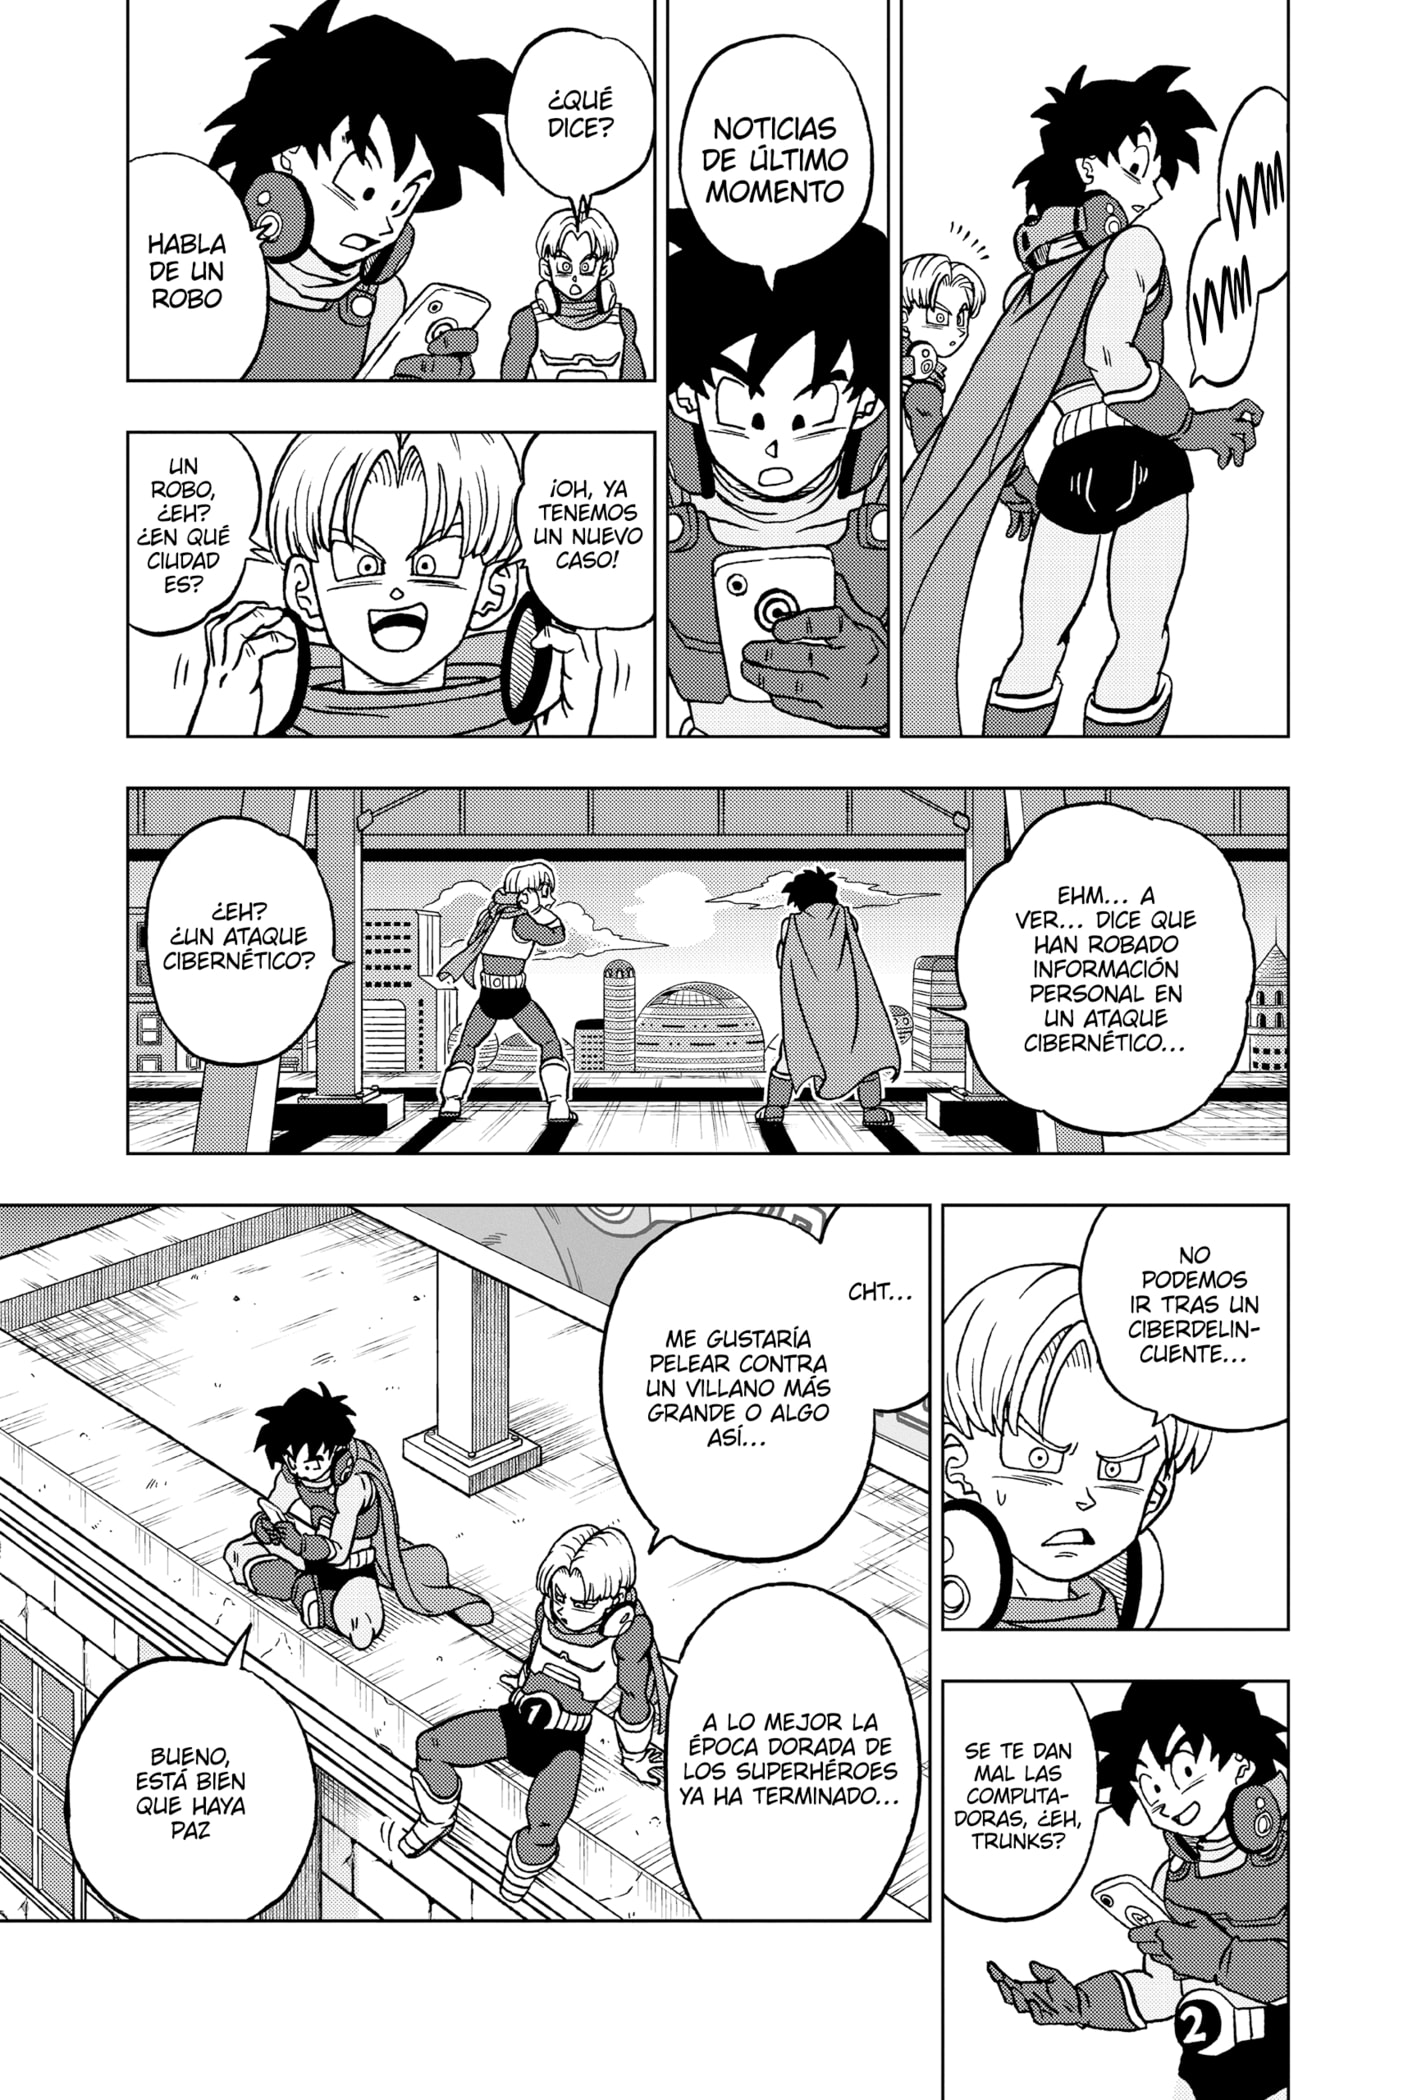 VVVM
VVVM
NOTICIAS
DE ÚLTIMO
MOMENTO
¿QUÉ
DICE?
HABLA
DE UN
ROBO
¡OH, YA
TENEMOS
UN NUEVO
CASO!
UN
ROBO,
¿EH?
¿EN QUÉ
CIUDAD
ES?
EHM... A
VER... DICE QUE
HAN ROBADO
INFORMACIÓN
PERSONAL EN
UN ATAQUE
CIBERNÉTICO...
¿EH?
¿UN ATAQUE
CIBERNÉTICO?
NO
PODEMOS
IR TRAS UN
CIBERDELIN-
CUENTE...
SE TE DAN
MAL LAS
COMPUTA-
DORAS, ¿EH,
TRUNKS?
2
CHT...
ME GUSTARÍA
PELEAR CONTRA
UN VILLANO MÁS
GRANDE O ALGO
ASÍ...
1
A LO MEJOR LA
ÉPOCA DORADA DE
LOS SUPERHÉROES
YA HA TERMINADO...
BUENO,
ESTÁ BIEN
QUE HAYA
PAZ